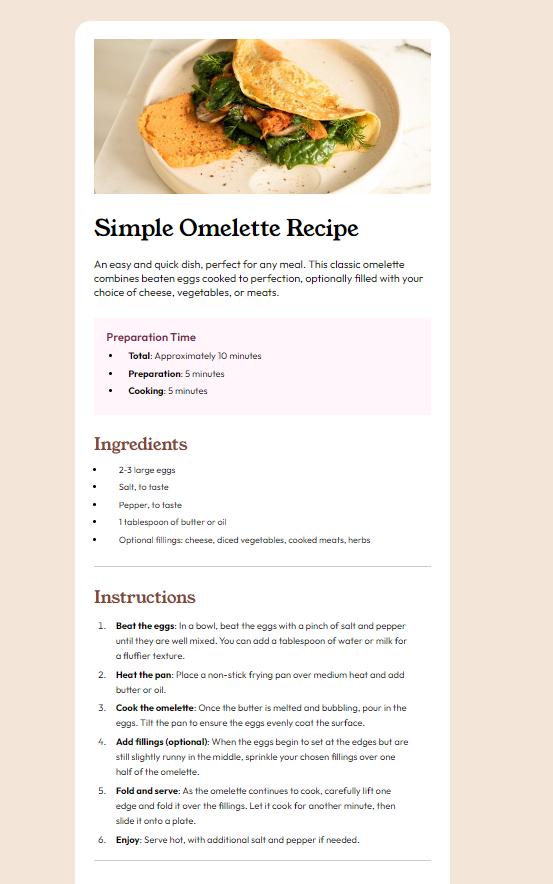 Simple Omelette Recipe
An easy and quick dish, perfect for any meal. This classic omelette
combines beaten eggs cooked to perfection, optionally filled with your
choice of cheese, vegetables, or meats.
Preparation Time
• Total: Approximately 10 minutes
• Preparation: 5 minutes
• Cooking: 5 minutes
Ingredients
• 2-3 large eggs
• Salt, to taste
• Pepper, to taste
• 1 tablespoon of butter or oil
• Optional fillings: cheese, diced vegetables, cooked meats, herbs
Instructions
1. Beat the eggs: In a bowl, beat the eggs with a pinch of salt and pepper
until they are well mixed. You can add a tablespoon of water or milk for
a fluffier texture.
2. Heat the pan: Place a non-stick frying pan over medium heat and add
butter or oil.
3. Cook the omelette: Once the butter is melted and bubbling, pour in the
eggs. Tilt the pan to ensure the eggs evenly coat the surface.
4. Add fillings (optional): When the eggs begin to set at the edges but are
still slightly runny in the middle, sprinkle your chosen fillings over one
half of the omelette.
5. Fold and serve: As the omelette continues to cook, carefully lift one
edge and fold it over the fillings. Let it cook for another minute, then
slide it onto a plate.
6. Enjoy: Serve hot, with additional salt and pepper if needed.